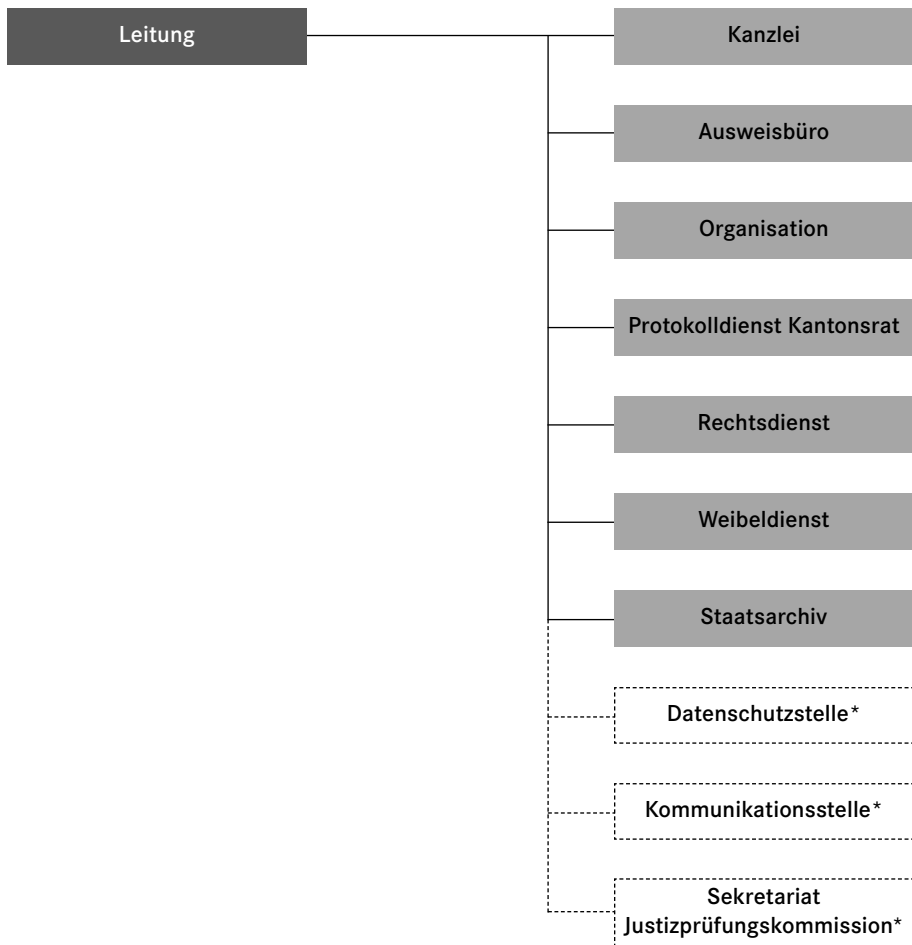 Leitung
Kanzlei
Ausweisbüro
Organisation
Protokolldienst Kantonsrat
Rechtsdienst
Weibeldienst
Staatsarchiv
Datenschutzstelle*
Kommunikationsstelle*
Sekretariat
Justizprüfungskommission*